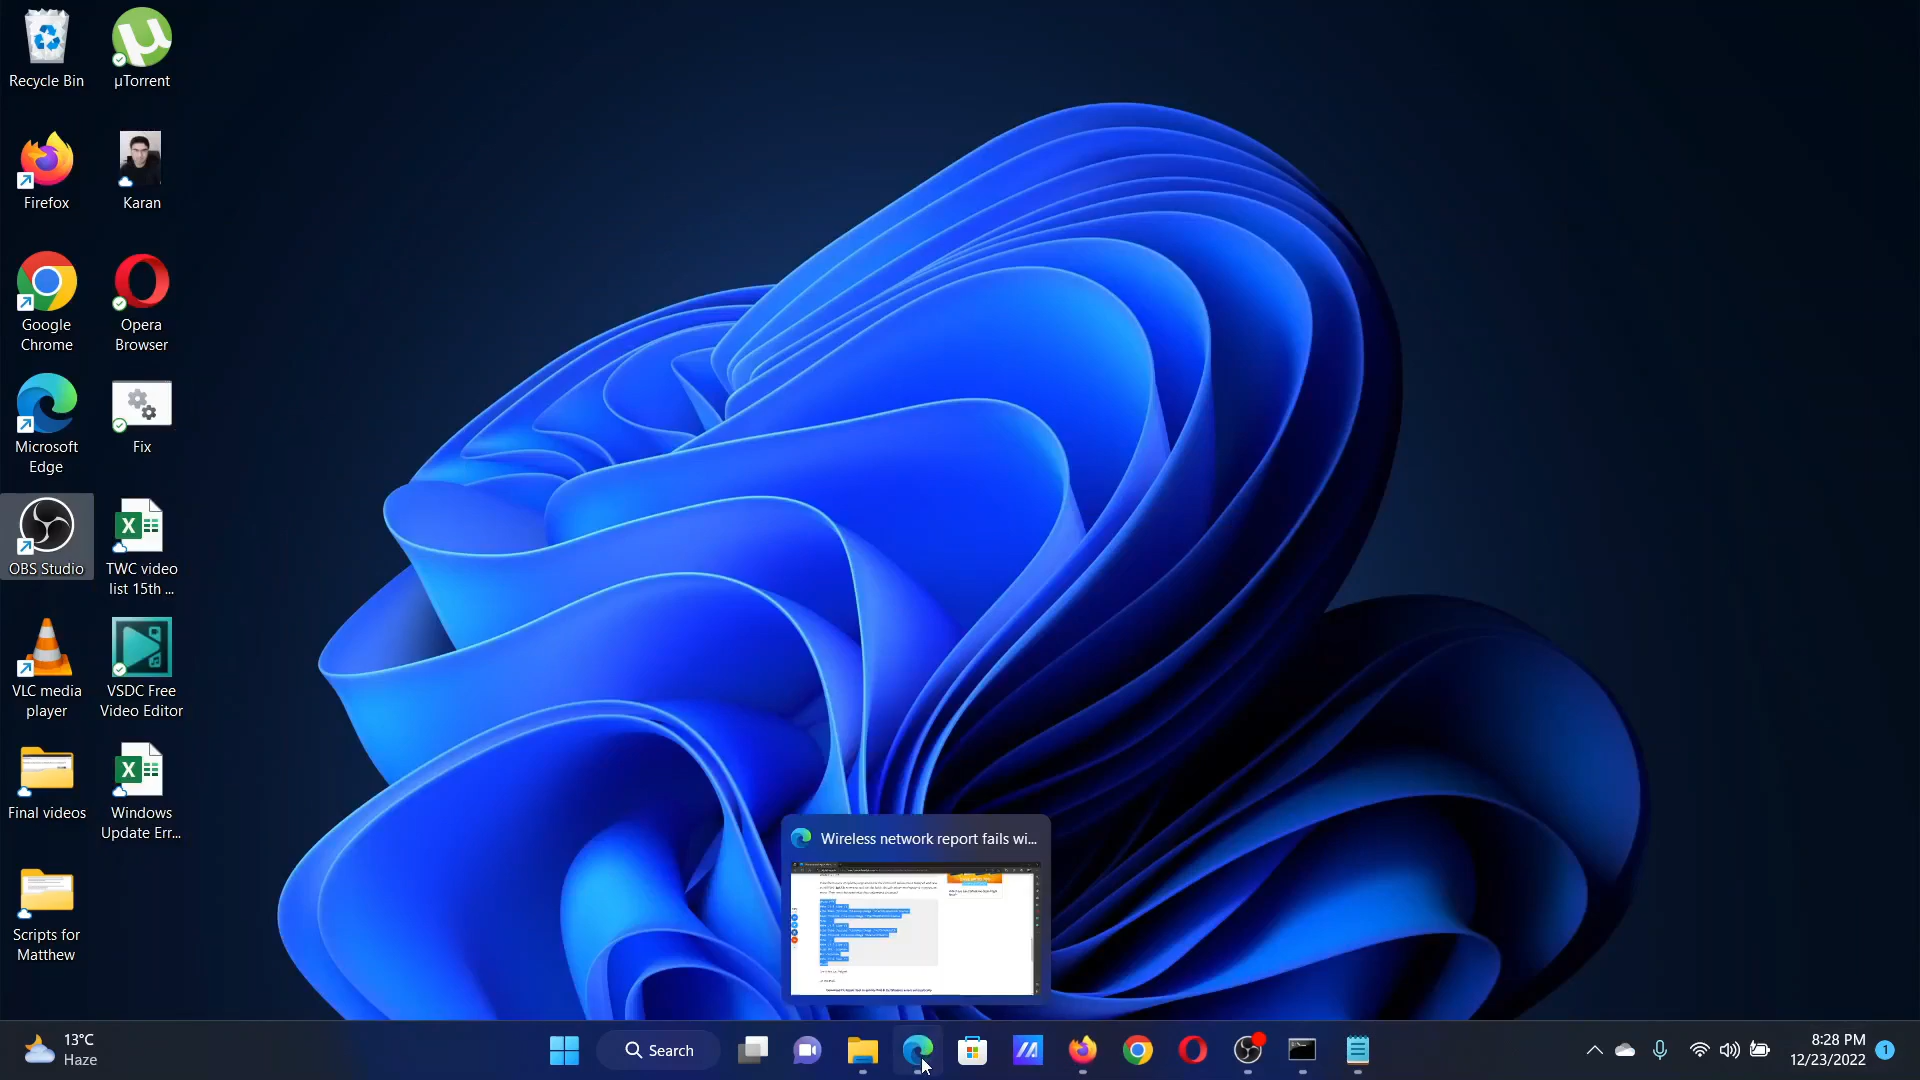 Recycle Bin
µTorrent
Firefox
Karan
Google
Chrome
Opera
Browser
Microsoft
Edge
Fix
OBS Studio
TWC video
list 15th ...
VLC media
player
VSDC Free
Video Editor
Final videos
Windows
Update Err...
Scripts for
Matthew
Wireless network report fails wi...
13°C
Haze
Search
8:28 PM
12/23/2022
1